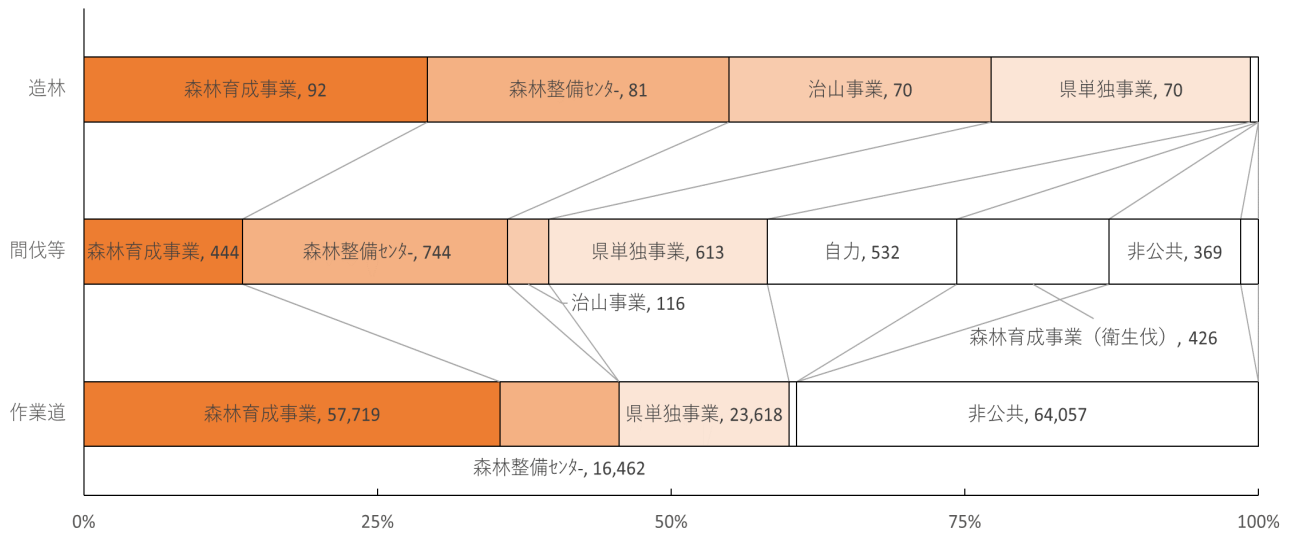 造林
森林育成事業, 92
森林整備ｾﾝﾀ-, 81
治山事業, 70
県単独事業, 70
間伐等
森林育成事業, 444
森林整備ｾﾝﾀ-, 744
県単独事業, 613
自力, 532
非公共, 369
治山事業, 116
森林育成事業（衛生伐）, 426
作業道
森林育成事業, 57,719
県単独事業, 23,618
非公共, 64,057
森林整備ｾﾝﾀ-, 16,462
0%
25%
50%
75%
100%